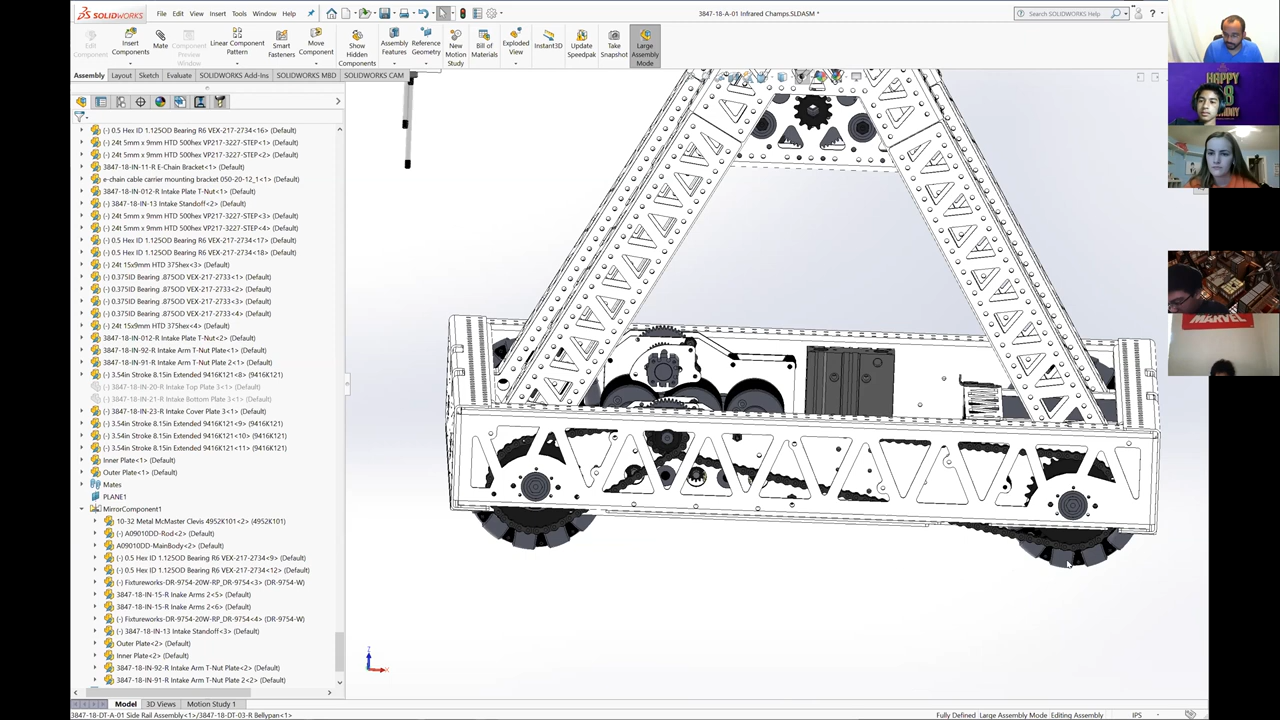 SOLIDWORKS
File Edit View Insert Tools Window Help
3847-18-A-01 Infrared Champs.SLDASM *
Search SOLIDWORKS Help
Edit Component
Insert Components
Mate
Component Preview Window
Linear Component Pattern
Smart Fasteners
Move Component
Show Hidden Components
Assembly Features
Reference Geometry
New Motion Study
Bill of Materials
Exploded View
Instant3D
Update Speedpak
Take Snapshot
Large Assembly Mode
Assembly Layout Sketch Evaluate SOLIDWORKS Add-Ins SOLIDWORKS MBD SOLIDWORKS CAM
(-) 0.5 Hex ID 1.125OD Bearing R6 VEX-217-2734<16> (Default)
(-) 24t 5mm x 9mm HTD 500hex VP217-3227-STEP<1> (Default)
(-) 24t 5mm x 9mm HTD 500hex VP217-3227-STEP<2> (Default)
3847-18-IN-11-R E-Chain Bracket<1> (Default)
e-chain cable carrier mounting bracket 050-20-12_1<1> (Default)
3847-18-IN-012-R Intake Plate T-Nut<1> (Default)
(-) 3847-18-IN-13 Intake Standoff<2> (Default)
(-) 24t 5mm x 9mm HTD 500hex VP217-3227-STEP<3> (Default)
(-) 24t 5mm x 9mm HTD 500hex VP217-3227-STEP<4> (Default)
(-) 0.5 Hex ID 1.125OD Bearing R6 VEX-217-2734<17> (Default)
(-) 0.5 Hex ID 1.125OD Bearing R6 VEX-217-2734<18> (Default)
(-) 24t 15x9mm HTD 375hex<3> (Default)
(-) 0.375ID Bearing .875OD VEX-217-2733<1> (Default)
(-) 0.375ID Bearing .875OD VEX-217-2733<2> (Default)
(-) 0.375ID Bearing .875OD VEX-217-2733<3> (Default)
(-) 0.375ID Bearing .875OD VEX-217-2733<4> (Default)
(-) 24t 15x9mm HTD 375hex<4> (Default)
3847-18-IN-012-R Intake Plate T-Nut<2> (Default)
(-) 3847-18-IN-92-R Intake Arm T-Nut Plate<1> (Default)
(-) 3847-18-IN-91-R Intake Arm T-Nut Plate 2<1> (Default)
(-) 3.54in Stroke 8.15in Extended 9416K121<8> (9416K121)
(-) 3847-18-IN-20-R Intake Top Plate 3<1> (Default)
(-) 3847-18-IN-21-R Intake Bottom Plate 3<1> (Default)
(-) 3847-18-IN-23-R Intake Cover Plate 3<1> (Default)
(-) 3.54in Stroke 8.15in Extended 9416K121<9> (9416K121)
(-) 3.54in Stroke 8.15in Extended 9416K121<10> (9416K121)
(-) 3.54in Stroke 8.15in Extended 9416K121<11> (9416K121)
Inner Plate<1> (Default)
Outer Plate<1> (Default)
Mates
PLANE1
MirrorComponent1
10-32 Metal McMaster Clevis 4952K101<2> (4952K101)
(-) A09010DD-Rod<2> (Default)
A09010DD-MainBody<2> (Default)
(-) 0.5 Hex ID 1.125OD Bearing R6 VEX-217-2734<9> (Default)
(-) 0.5 Hex ID 1.125OD Bearing R6 VEX-217-2734<12> (Default)
(-) Fixtureworks-DR-9754-20W-RP_DR-9754<3> (DR-9754-W)
3847-18-IN-15-R Inake Arms 2<5> (Default)
3847-18-IN-15-R Inake Arms 2<6> (Default)
(-) Fixtureworks-DR-9754-20W-RP_DR-9754<4> (DR-9754-W)
(-) 3847-18-IN-13 Intake Standoff<3> (Default)
Outer Plate<2> (Default)
Inner Plate<2> (Default)
3847-18-IN-92-R Intake Arm T-Nut Plate<2> (Default)
3847-18-IN-91-R Intake Arm T-Nut Plate 2<2> (Default)
Model 3D Views Motion Study 1
3847-18-DT-A-01 Side Rail Assembly<1>/3847-18-DT-03-R Bellypan<1>
Fully Defined Large Assembly Mode Editing Assembly IPS
HAPPY
MARVEL